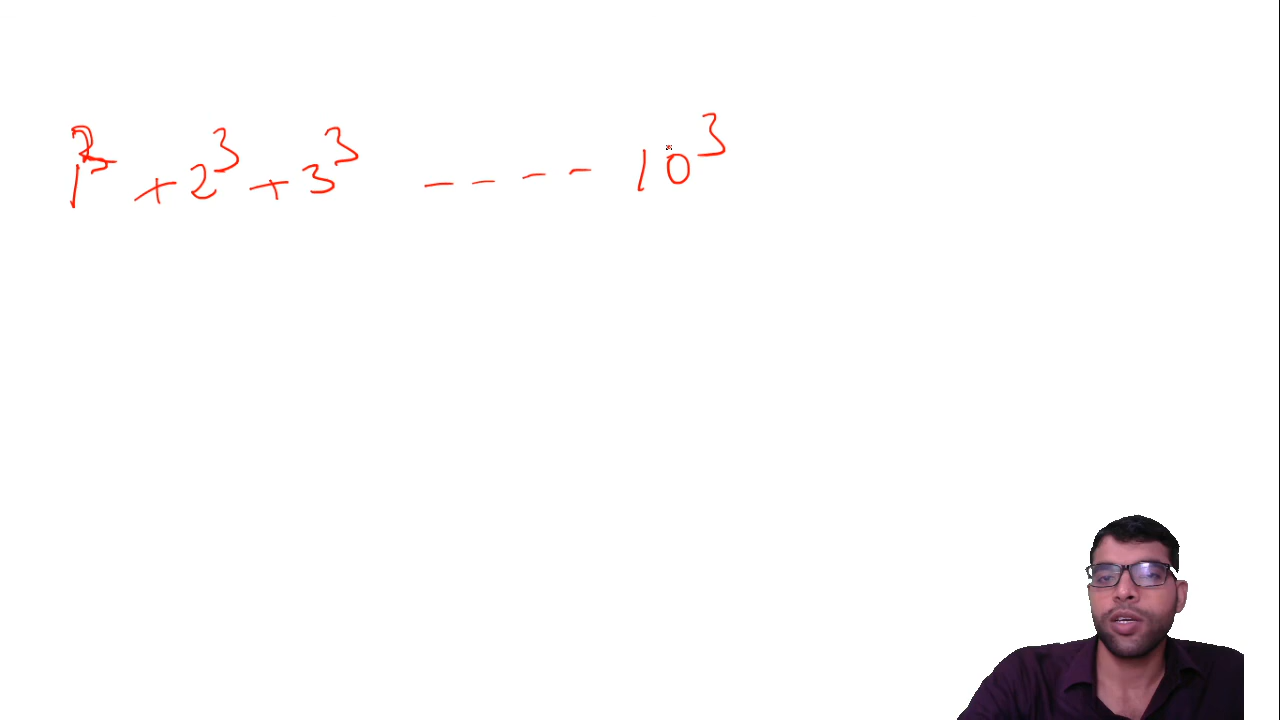 1³ + 2³ + 3³ - - - - 10³